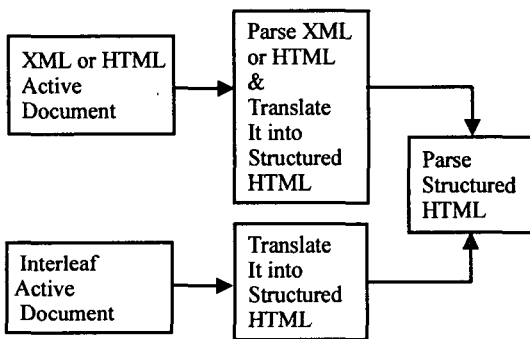 XML or HTML
Active
Document
Parse XML
or HTML
&
Translate
It into
Structured
HTML
Parse
Structured
HTML
Interleaf
Active
Document
Translate
It into
Structured
HTML